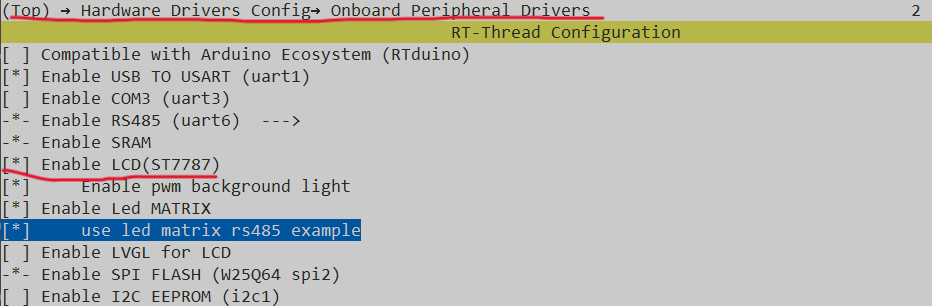 (Top) → Hardware Drivers Config→ Onboard Peripheral Drivers 2
RT-Thread Configuration
[ ] Compatible with Arduino Ecosystem (RTduino)
[*] Enable USB TO USART (uart1)
[ ] Enable COM3 (uart3)
-*- Enable RS485 (uart6)  --->
-*- Enable SRAM
[*] Enable LCD(ST7787)
[*]     Enable pwm background light
[*] Enable Led MATRIX
[*]     use led matrix rs485 example
[ ] Enable LVGL for LCD
-*- Enable SPI FLASH (W25Q64 spi2)
[ ] Enable I2C EEPROM (i2c1)